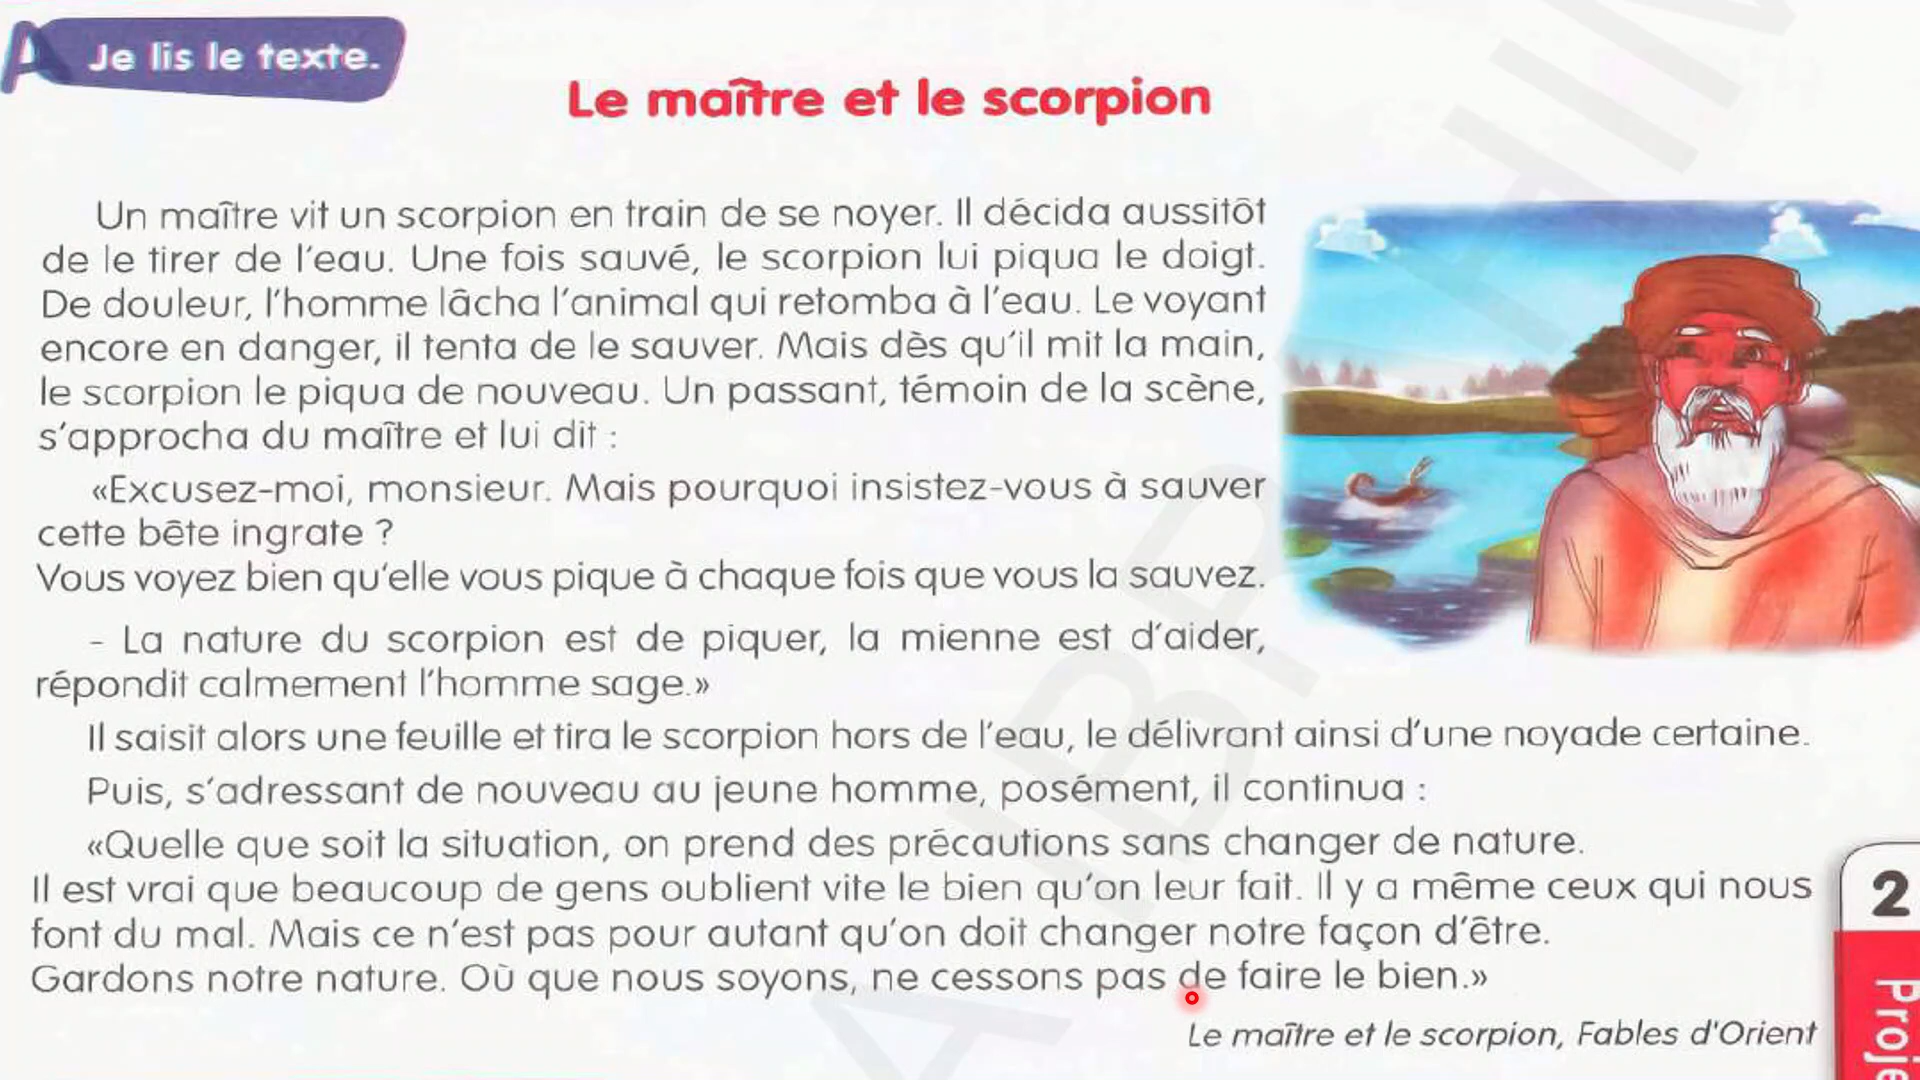 A Je lis le texte.
Le maître et le scorpion
Un maître vit un scorpion en train de se noyer. Il décida aussitôt
de le tirer de l'eau. Une fois sauvé, le scorpion lui piqua le doigt.
De douleur, l'homme lâcha l'animal qui retomba à l'eau. Le voyant
encore en danger, il tenta de le sauver. Mais dès qu'il mit la main,
le scorpion le piqua de nouveau. Un passant, témoin de la scène,
s'approcha du maître et lui dit :
«Excusez-moi, monsieur. Mais pourquoi insistez-vous à sauver
cette bête ingrate ?
Vous voyez bien qu'elle vous pique à chaque fois que vous la sauvez.
- La nature du scorpion est de piquer, la mienne est d'aider,
répondit calmement l'homme sage.»
Il saisit alors une feuille et tira le scorpion hors de l'eau, le délivrant ainsi d'une noyade certaine.
Puis, s'adressant de nouveau au jeune homme, posément, il continua :
«Quelle que soit la situation, on prend des précautions sans changer de nature.
Il est vrai que beaucoup de gens oublient vite le bien qu'on leur fait. Il y a même ceux qui nous
font du mal. Mais ce n'est pas pour autant qu'on doit changer notre façon d'être.
Gardons notre nature. Où que nous soyons, ne cessons pas de faire le bien.»
Le maître et le scorpion, Fables d'Orient
2
Proje